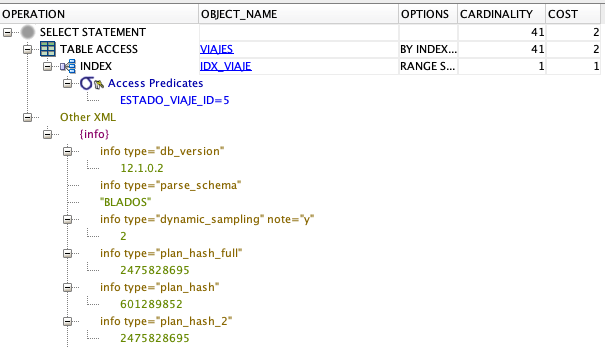 OPERATION OBJECT_NAME OPTIONS CARDINALITY COST
SELECT STATEMENT 41 2
TABLE ACCESS VIAJES BY INDEX... 41 2
INDEX IDX_VIAJE RANGE S... 1 1
Access Predicates
ESTADO_VIAJE_ID=5
Other XML
{info}
info type="db_version"
12.1.0.2
info type="parse_schema"
"BLADOS"
info type="dynamic_sampling" note="y"
2
info type="plan_hash_full"
2475828695
info type="plan_hash"
601289852
info type="plan_hash_2"
2475828695